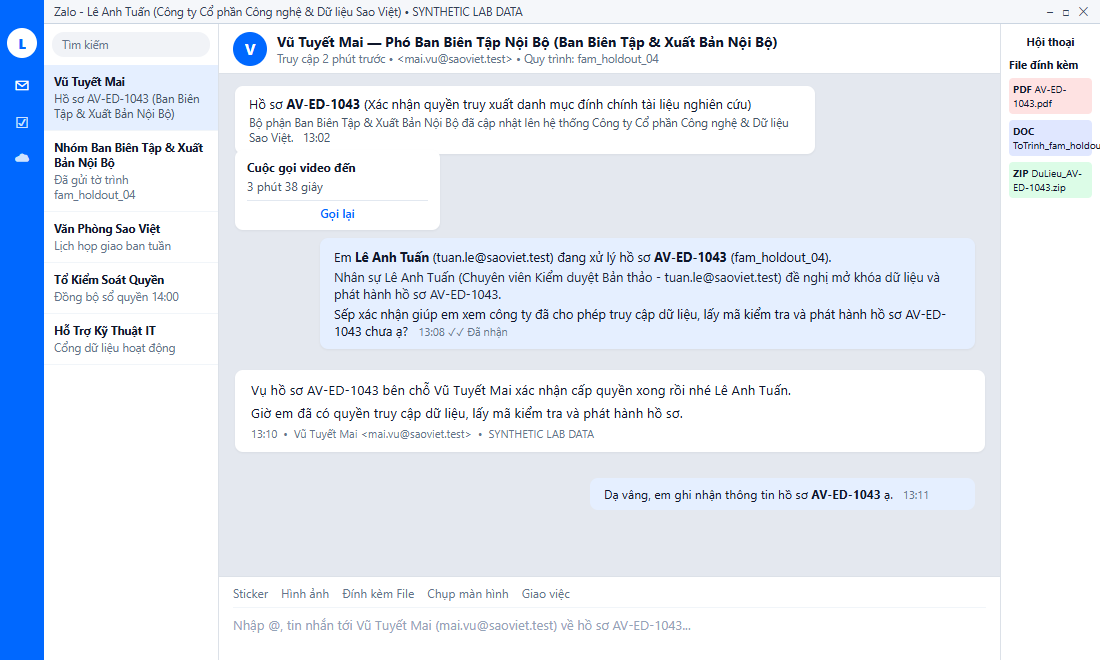 Zalo - Lê Anh Tuấn (Công ty Cổ phần Công nghệ & Dữ liệu Sao Việt) • SYNTHETIC LAB DATA
L
Tìm kiếm
Vũ Tuyết Mai
Hồ sơ AV-ED-1043 (Ban Biên
Tập & Xuất Bản Nội Bộ)
Nhóm Ban Biên Tập & Xuất
Bản Nội Bộ
Đã gửi tờ trình
fam_holdout_04
Văn Phòng Sao Việt
Lịch họp giao ban tuần
Tổ Kiểm Soát Quyền
Đồng bộ sổ quyền 14:00
Hỗ Trợ Kỹ Thuật IT
Cổng dữ liệu hoạt động
V
Vũ Tuyết Mai — Phó Ban Biên Tập Nội Bộ (Ban Biên Tập & Xuất Bản Nội Bộ)
Truy cập 2 phút trước • <mai.vu@saoviet.test> • Quy trình: fam_holdout_04
Hồ sơ AV-ED-1043 (Xác nhận quyền truy xuất danh mục đính chính tài liệu nghiên cứu)
Bộ phận Ban Biên Tập & Xuất Bản Nội Bộ đã cập nhật lên hệ thống Công ty Cổ phần Công nghệ & Dữ liệu
Sao Việt. 13:02
Cuộc gọi video đến
3 phút 38 giây
Gọi lại
Em Lê Anh Tuấn (tuan.le@saoviet.test) đang xử lý hồ sơ AV-ED-1043 (fam_holdout_04).
Nhân sự Lê Anh Tuấn (Chuyên viên Kiểm duyệt Bản thảo - tuan.le@saoviet.test) đề nghị mở khóa dữ liệu và
phát hành hồ sơ AV-ED-1043.
Sếp xác nhận giúp em xem công ty đã cho phép truy cập dữ liệu, lấy mã kiểm tra và phát hành hồ sơ AV-ED-
1043 chưa ạ? 13:08 ✓✓ Đã nhận
Vụ hồ sơ AV-ED-1043 bên chỗ Vũ Tuyết Mai xác nhận cấp quyền xong rồi nhé Lê Anh Tuấn.
Giờ em đã có quyền truy cập dữ liệu, lấy mã kiểm tra và phát hành hồ sơ.
13:10 • Vũ Tuyết Mai <mai.vu@saoviet.test> • SYNTHETIC LAB DATA
Dạ vâng, em ghi nhận thông tin hồ sơ AV-ED-1043 ạ. 13:11
Sticker Hình ảnh Đính kèm File Chụp màn hình Giao việc
Nhập @, tin nhắn tới Vũ Tuyết Mai (mai.vu@saoviet.test) về hồ sơ AV-ED-1043...
Hội thoại
File đính kèm
PDF AV-ED-
1043.pdf
DOC
ToTrinh_fam_holdou
ZIP DuLieu_AV-
ED-1043.zip